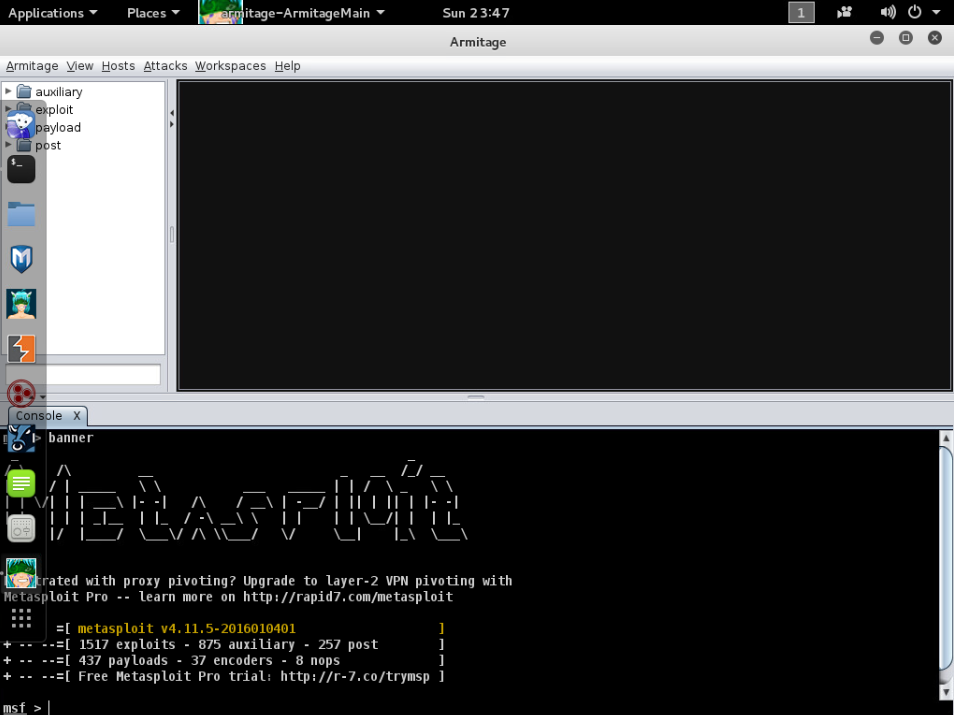 Applications Places armitage-ArmitageMain Sun 23:47 1
Armitage
Armitage View Hosts Attacks Workspaces Help
auxiliary
exploit
payload
post
Console X
> banner
trated with proxy pivoting? Upgrade to layer-2 VPN pivoting with
Metasploit Pro -- learn more on http://rapid7.com/metasploit
=[ metasploit v4.11.5-2016010401 ]
+ -- --=[ 1517 exploits - 875 auxiliary - 257 post ]
+ -- --=[ 437 payloads - 37 encoders - 8 nops ]
+ -- --=[ Free Metasploit Pro trial: http://r-7.co/trymsp ]
msf >